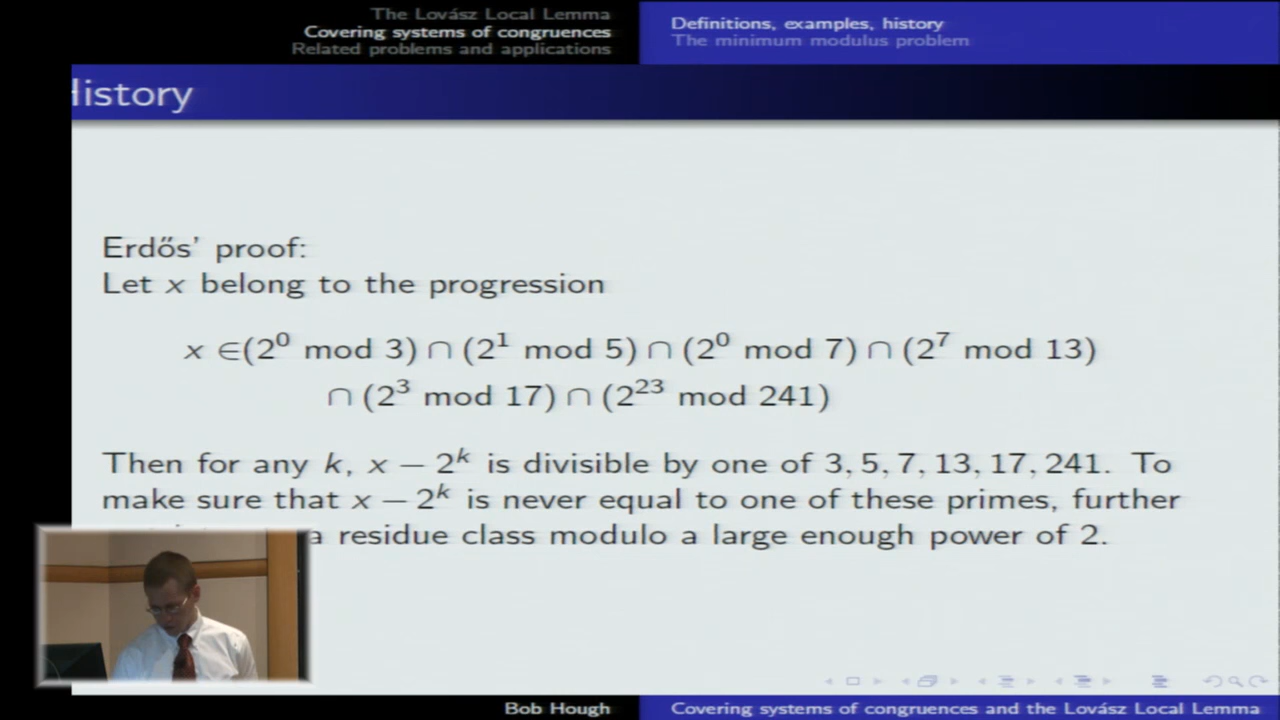 The Lovász Local Lemma
Covering systems of congruences
Related problems and applications
Definitions, examples, history
The minimum modulus problem
History
Erdős' proof:
Let x belong to the progression
x ∈(2⁰ mod 3) ∩ (2¹ mod 5) ∩ (2⁰ mod 7) ∩ (2⁷ mod 13)
∩ (2³ mod 17) ∩ (2²³ mod 241)
Then for any k, x − 2ᵏ is divisible by one of 3, 5, 7, 13, 17, 241. To
make sure that x − 2ᵏ is never equal to one of these primes, further
a residue class modulo a large enough power of 2.
Bob Hough
Covering systems of congruences and the Lovász Local Lemma